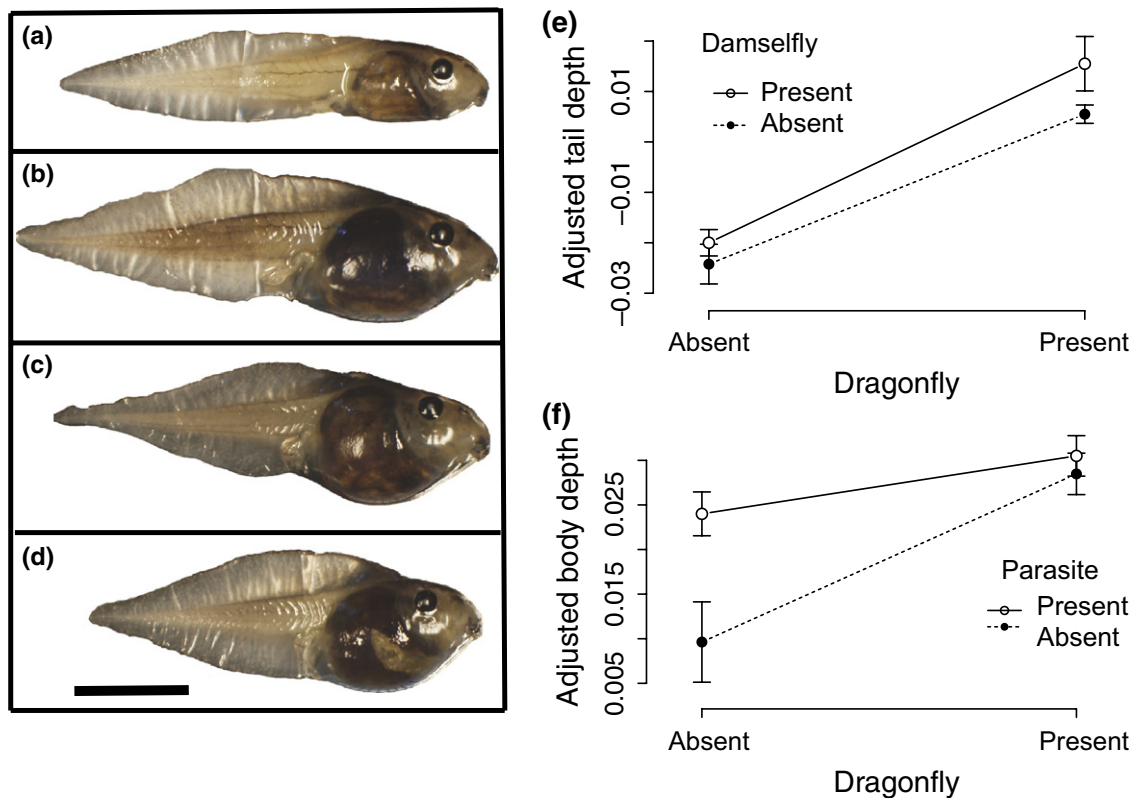 (a)
(b)
(c)
(d)
(e)
Damselfly
Present
Absent
Adjusted tail depth
0.01
−0.01
−0.03
Absent
Present
Dragonfly
(f)
Adjusted body depth
0.025
0.015
0.005
Parasite
Present
Absent
Absent
Present
Dragonfly